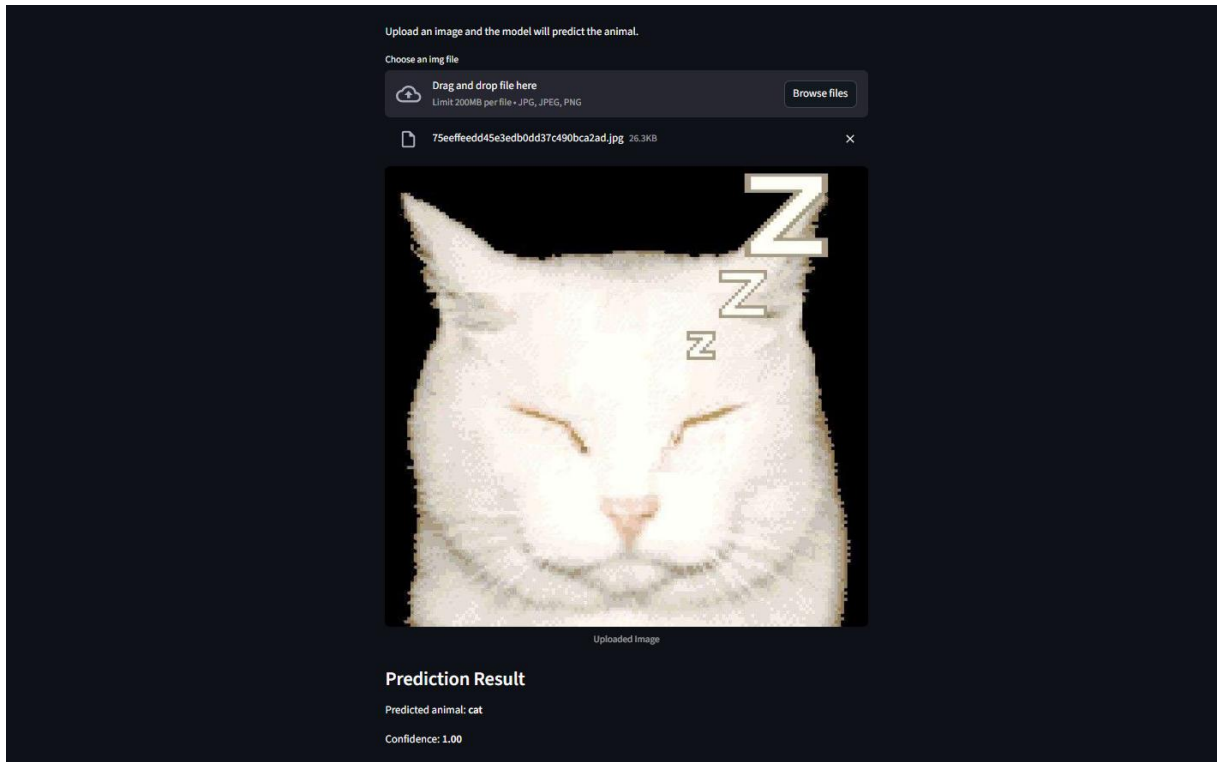 Upload an image and the model will predict the animal.
Choose an img file
Drag and drop file here
Limit 200MB per file • JPG, JPEG, PNG
Browse files
75eeffeedd45e3edb0dd37c490bca2ad.jpg 26.3KB
Z
Z
Z
Uploaded Image
Prediction Result
Predicted animal: cat
Confidence: 1.00